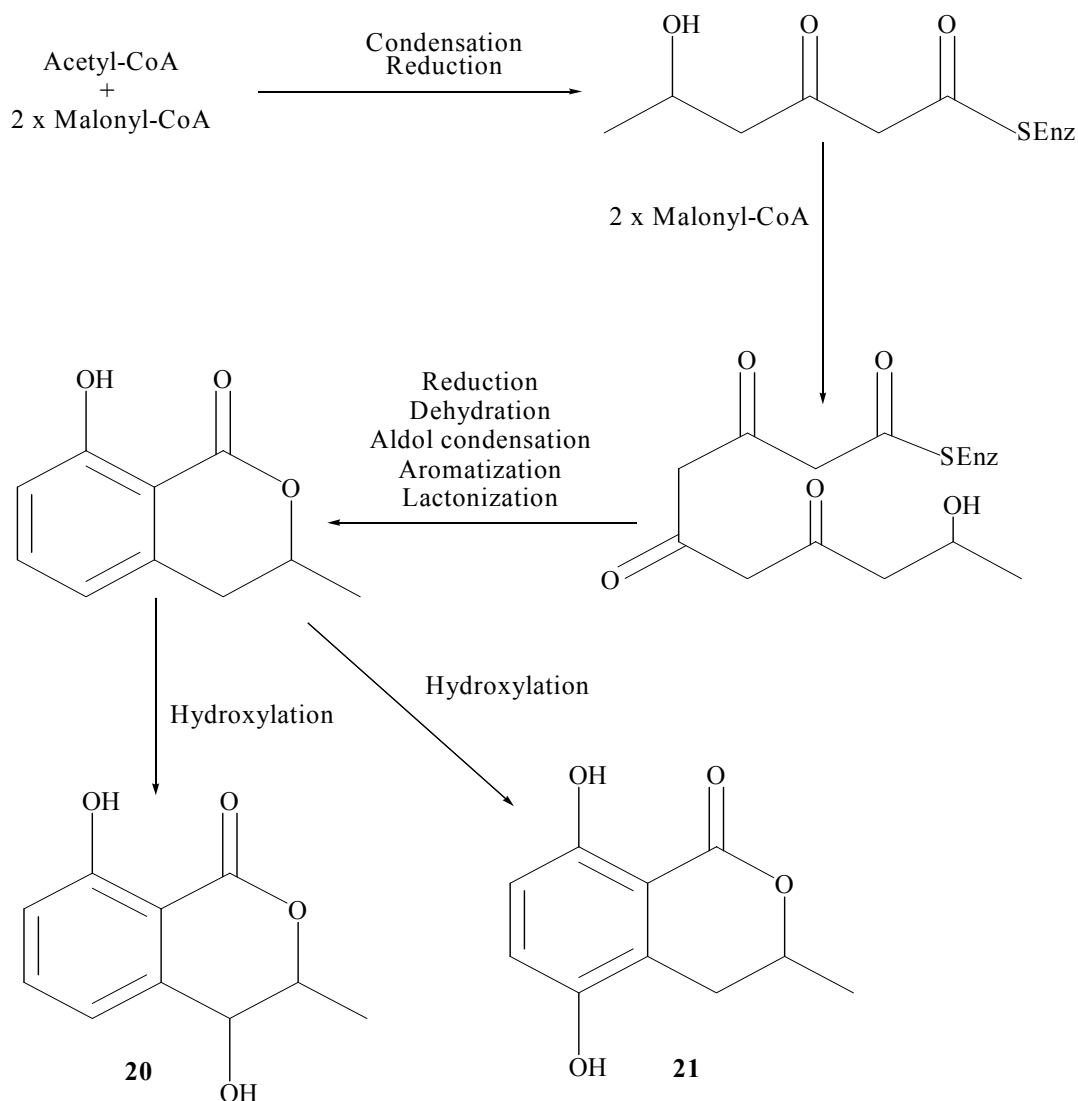 Acetyl-CoA
+
2 x Malonyl-CoA
Condensation
Reduction
OH
O
O
SEnz
2 x Malonyl-CoA
OH
O
O
Reduction
Dehydration
Aldol condensation
Aromatization
Lactonization
O
O
SEnz
O
OH
O
Hydroxylation
Hydroxylation
OH
O
O
OH
20
OH
O
O
OH
21